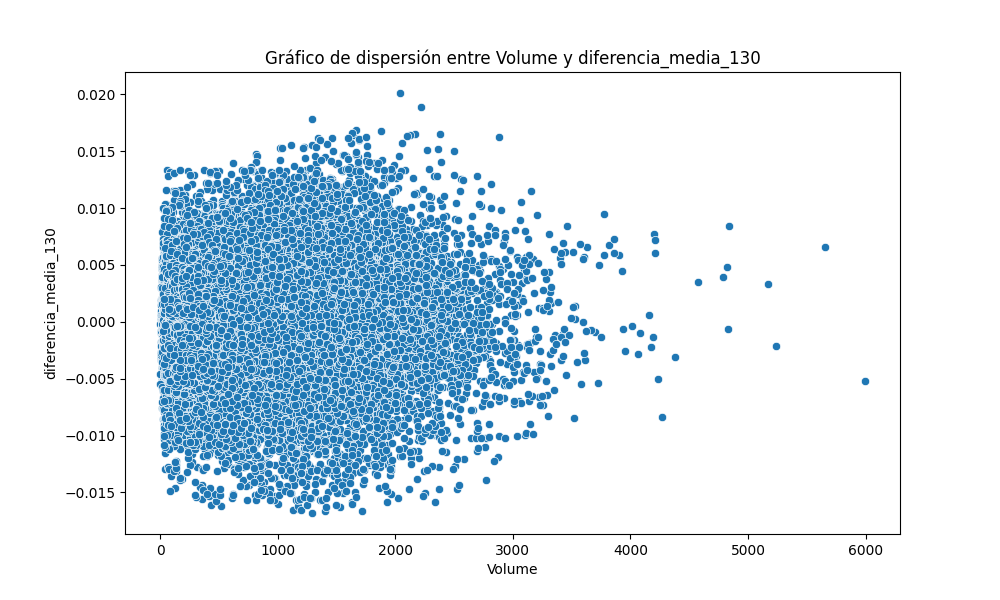 Gráfico de dispersión entre Volume y diferencia_media_130
0.020
0.015
0.010
0.005
0.000
−0.005
−0.010
−0.015
diferencia_media_130
0 1000 2000 3000 4000 5000 6000
Volume